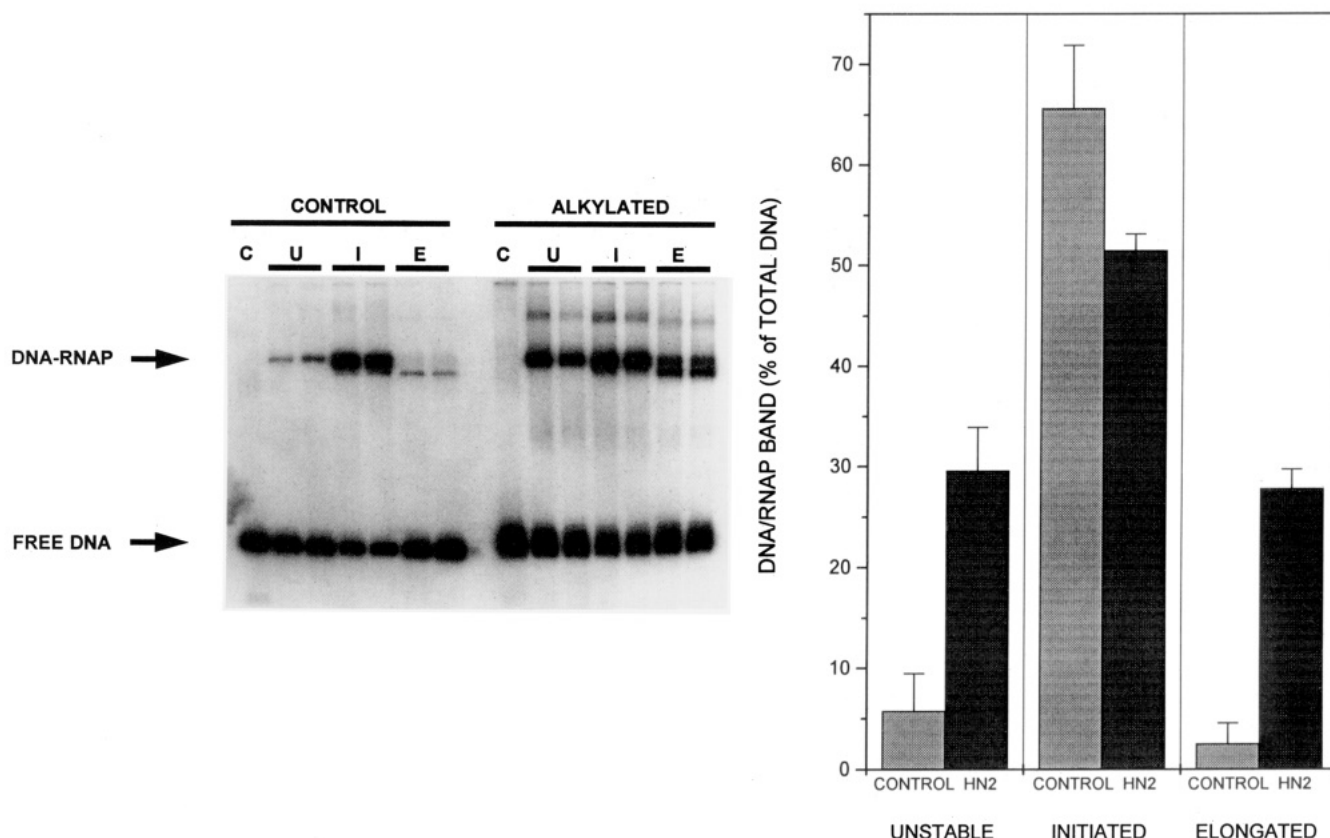 CONTROL
ALKYLATED
C U I E
C U I E
DNA-RNAP
FREE DNA
DNA/RNAP BAND (% of TOTAL DNA)
70
60
50
40
30
20
10
0
CONTROL HN2 CONTROL HN2 CONTROL HN2
UNSTABLE INITIATED ELONGATED